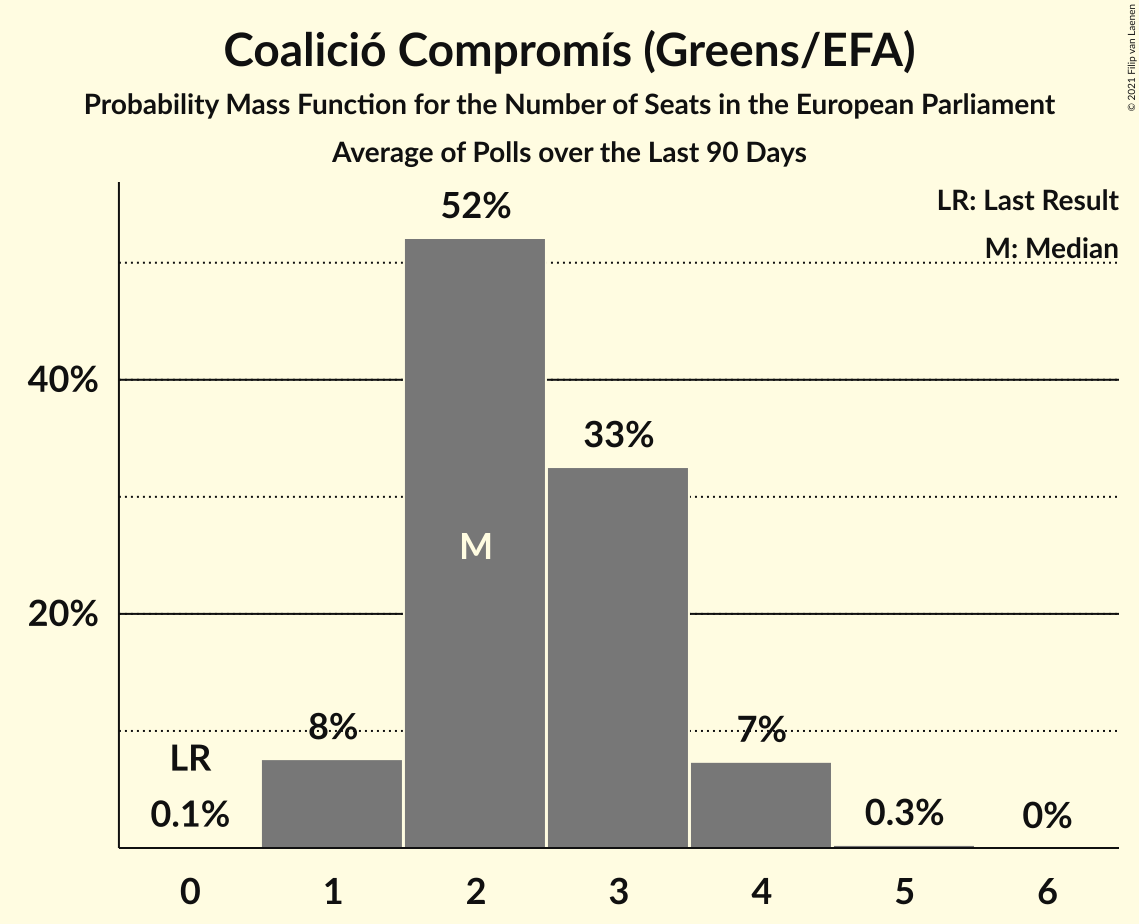 Coalició Compromís (Greens/EFA)
Probability Mass Function for the Number of Seats in the European Parliament
Average of Polls over the Last 90 Days
© 2021 Filip van Laenen
LR: Last Result
M: Median
52%
40%
33%
M
20%
8%
7%
LR
0.1%
0.3%
0%
0 1 2 3 4 5 6